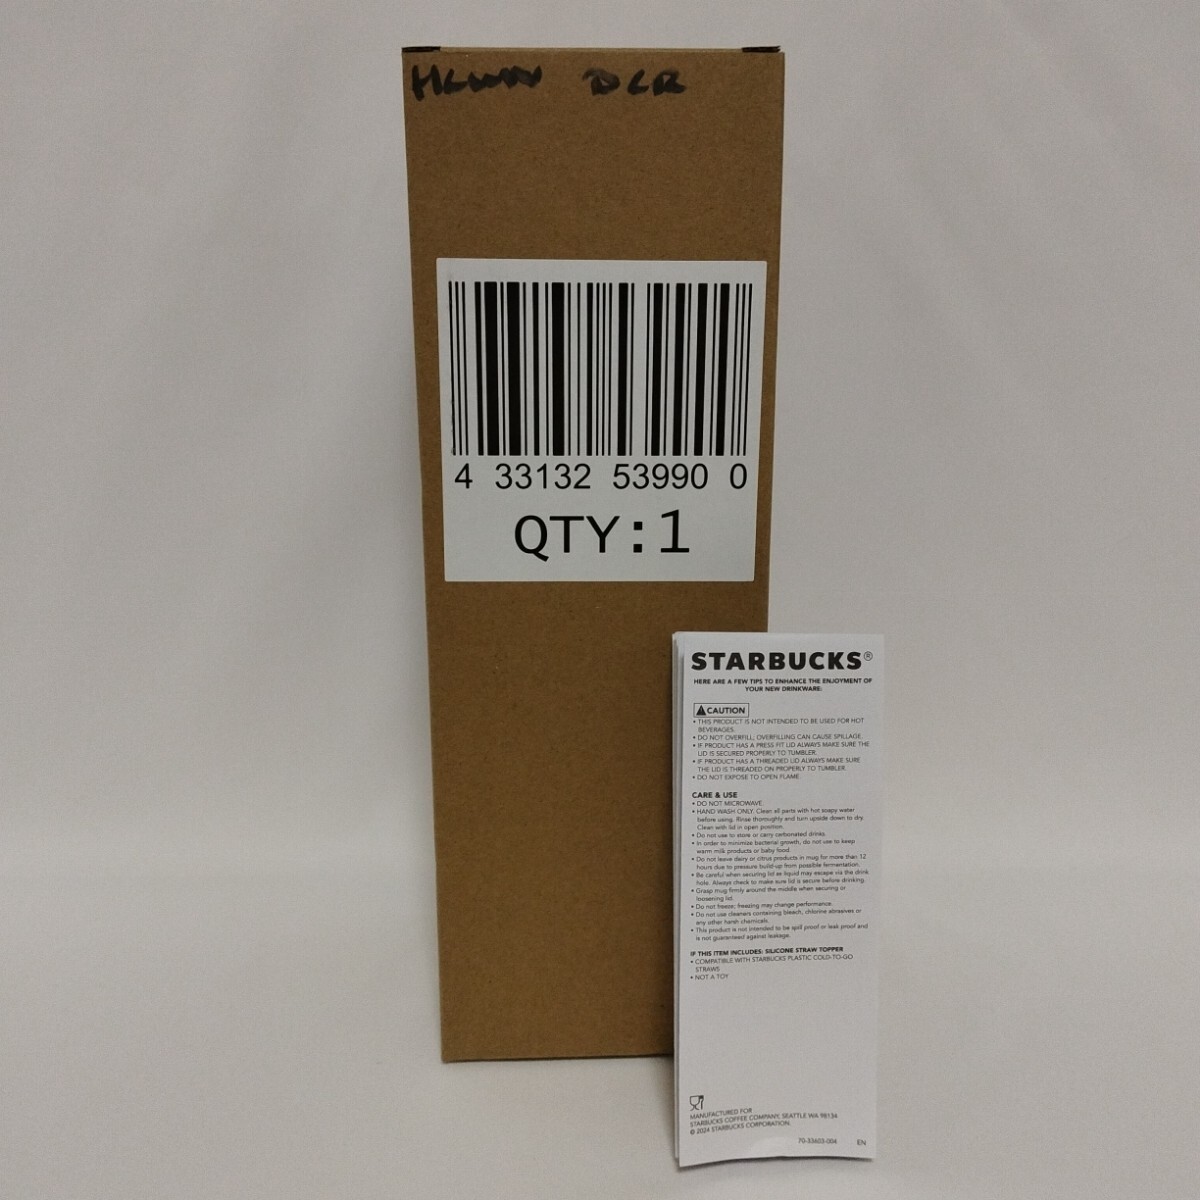 DLR
4 33132 53990 0
QTY:1
STARBUCKS®
HERE ARE A FEW TIPS TO ENHANCE THE ENJOYMENT OF
YOUR NEW DRINKWARE:
CAUTION
• THIS PRODUCT IS NOT INTENDED TO BE USED FOR HOT
BEVERAGES.
• DO NOT OVERFILL; OVERFILLING CAN CAUSE SPILLAGE.
• IF PRODUCT HAS A PRESS FIT LID ALWAYS MAKE SURE THE
LID IS SECURED PROPERLY TO TUMBLER.
• IF PRODUCT HAS A THREADED LID ALWAYS MAKE SURE
THE LID IS THREADED ON PROPERLY TO TUMBLER.
• DO NOT EXPOSE TO OPEN FLAME.
CARE & USE
• DO NOT MICROWAVE.
• HAND WASH ONLY. Clean all parts with hot soapy water
before using. Rinse thoroughly and turn upside down to dry.
Clean with lid in open position.
• Do not use to store or carry carbonated drinks.
• In order to minimize bacterial growth, do not use to keep
warm milk products or baby food.
• Do not leave dairy or citrus products in mug for more than 12
hours due to pressure build-up from possible fermentation.
• Be careful when securing lid as liquid may escape via the drink
hole. Always check to make sure lid is secure before drinking.
• Grasp mug firmly around the middle when securing or
loosening lid.
• Do not freeze; freezing may change performance.
• Do not use cleaners containing bleach, chlorine abrasives or
any other harsh chemicals.
• This product is not intended to be spill proof or leak proof and
is not guaranteed against leakage.
IF THIS ITEM INCLUDES: SILICONE STRAW TOPPER
• COMPATIBLE WITH STARBUCKS PLASTIC COLD-TO-GO
STRAWS
• NOT A TOY
MANUFACTURED FOR
STARBUCKS COFFEE COMPANY, SEATTLE WA 98134
© 2024 STARBUCKS CORPORATION.
70-33603-004 EN